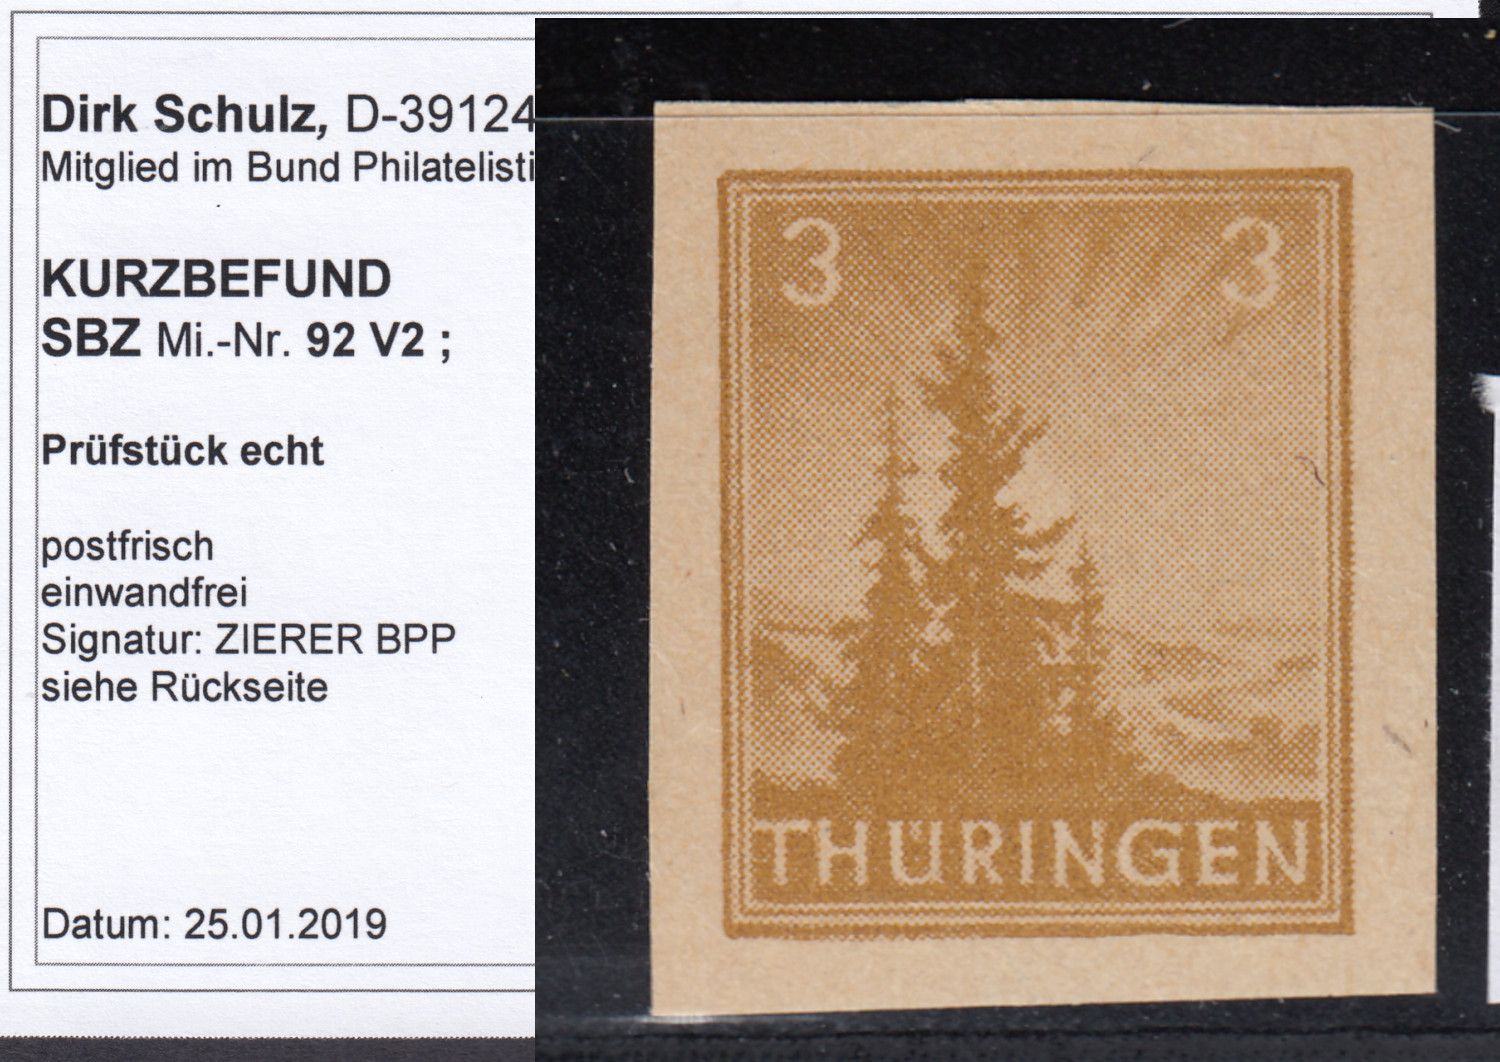 Dirk Schulz, D-39124
Mitglied im Bund Philatelisti
KURZBEFUND
SBZ Mi.-Nr. 92 V2 ;
Prüfstück echt
postfrisch
einwandfrei
Signatur: ZIERER BPP
siehe Rückseite
Datum: 25.01.2019
3 3
THÜRINGEN